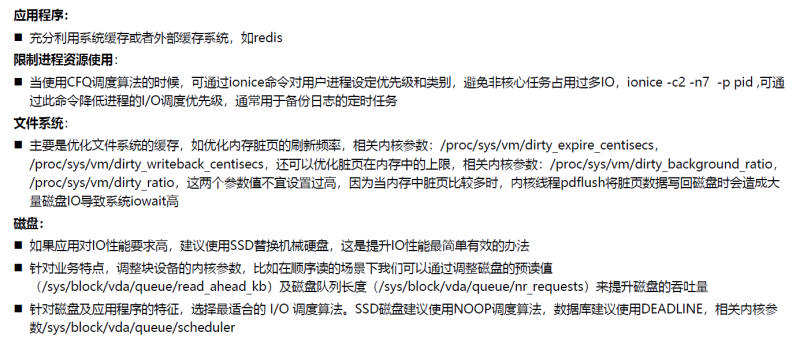 应用程序：
■ 充分利用系统缓存或者外部缓存系统，如redis
限制进程资源使用：
■ 当使用CFQ调度算法的时候，可通过ionice命令对用户进程设定优先级和类别，避免非核心任务占用过多IO，ionice -c2 -n7  -p pid ,可通
过此命令降低进程的I/O调度优先级，通常用于备份日志的定时任务
文件系统：
■ 主要是优化文件系统的缓存，如优化内存脏页的刷新频率，相关内核参数：/proc/sys/vm/dirty_expire_centisecs，
/proc/sys/vm/dirty_writeback_centisecs，还可以优化脏页在内存中的上限，相关内核参数：/proc/sys/vm/dirty_background_ratio，
/proc/sys/vm/dirty_ratio，这两个参数值不宜设置过高，因为当内存中脏页比较多时，内核线程pdflush将脏页数据写回磁盘时会造成大
量磁盘IO导致系统iowait高
磁盘：
■ 如果应用对IO性能要求高，建议使用SSD替换机械硬盘，这是提升IO性能最简单有效的办法
■ 针对业务特点，调整块设备的内核参数，比如在顺序读的场景下我们可以通过调整磁盘的预读值
（/sys/block/vda/queue/read_ahead_kb）及磁盘队列长度（/sys/block/vda/queue/nr_requests）来提升磁盘的吞吐量
■ 针对磁盘及应用程序的特征，选择最适合的 I/O 调度算法。SSD磁盘建议使用NOOP调度算法，数据库建议使用DEADLINE，相关内核参
数/sys/block/vda/queue/scheduler